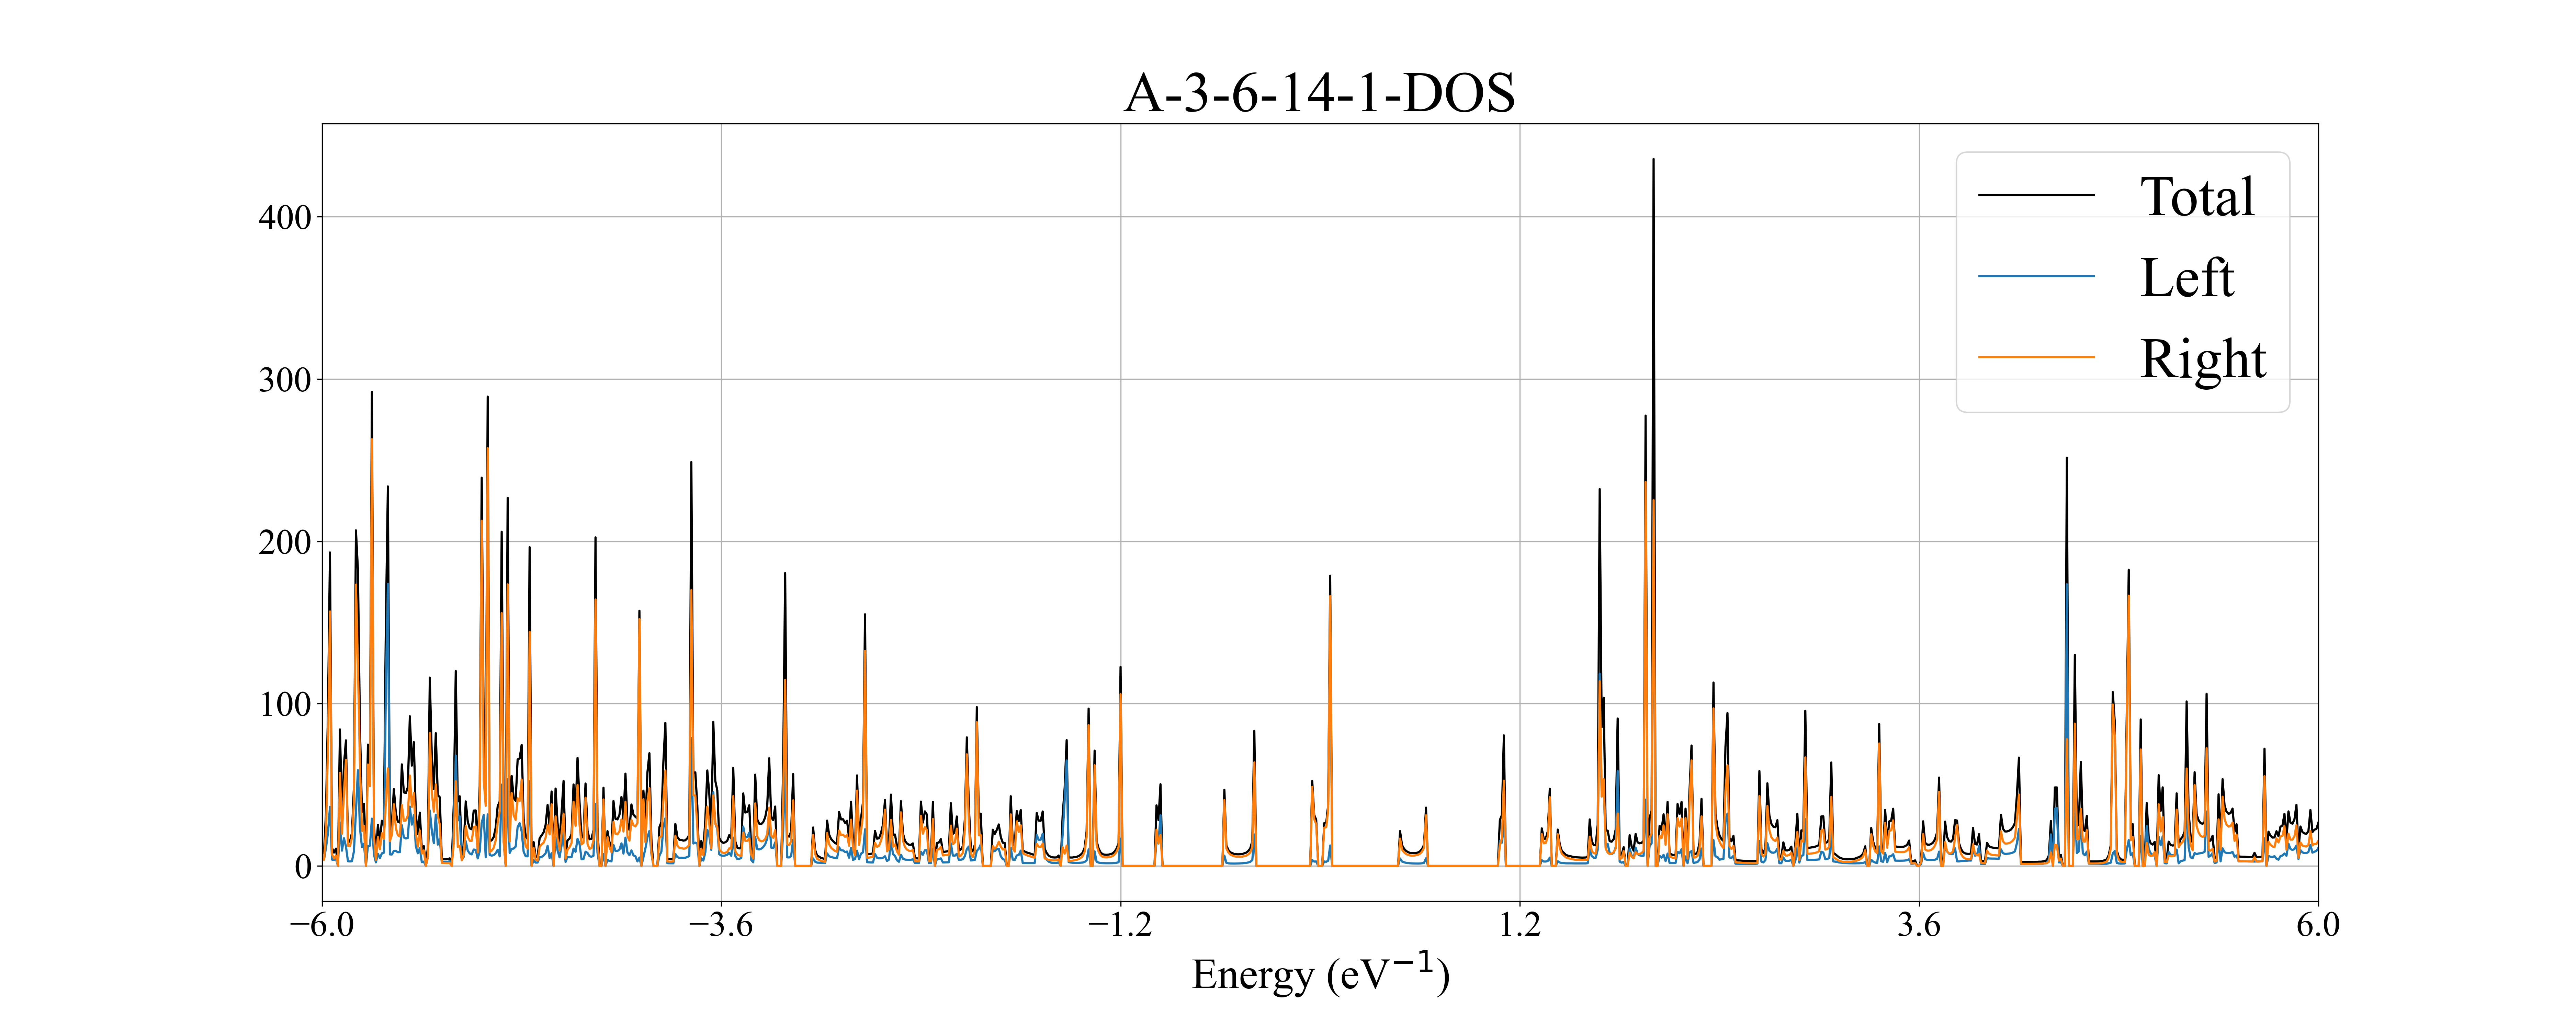 A-3-6-14-1-DOS
Total
Left
Right
400
300
200
100
0
−6.0 −3.6 −1.2 1.2 3.6 6.0
Energy (eV⁻¹)